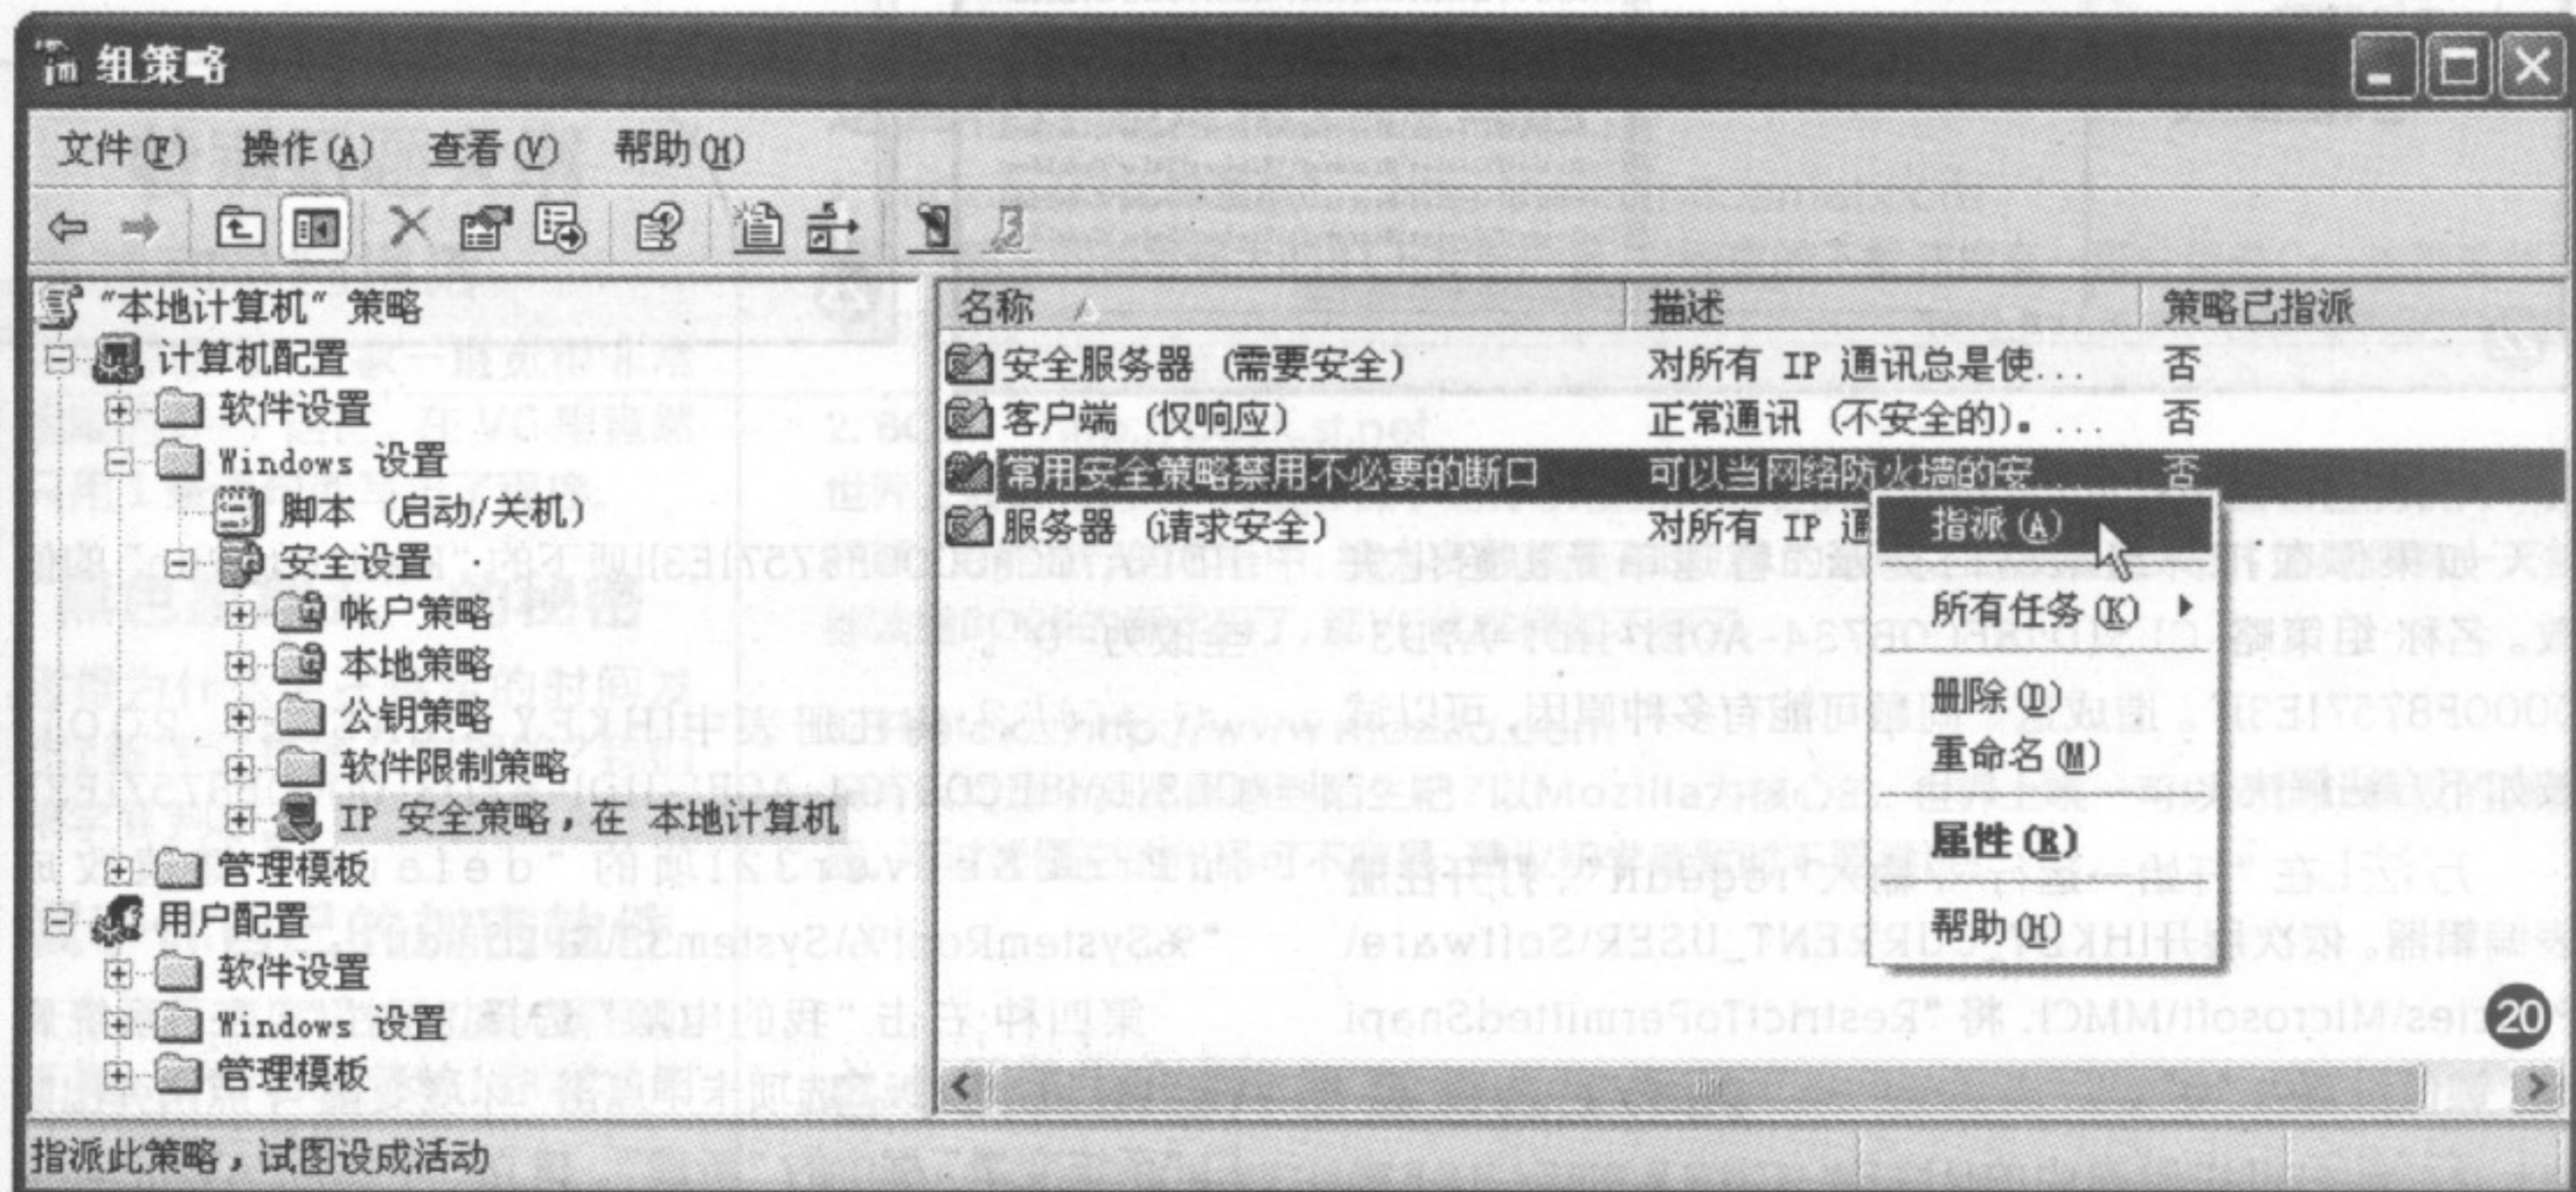 组策略
文件(F) 操作(A) 查看(V) 帮助(H)
“本地计算机“ 策略
计算机配置
软件设置
Windows 设置
脚本 (启动/关机)
安全设置
帐户策略
本地策略
公钥策略
软件限制策略
IP 安全策略，在 本地计算机
管理模板
用户配置
软件设置
Windows 设置
管理模板
名称 描述 策略已指派
安全服务器 (需要安全) 对所有 IP 通讯总是使... 否
客户端 (仅响应) 正常通讯 (不安全的)。... 否
常用安全策略禁用不必要的断口 可以当网络防火墙的安... 否
服务器 (请求安全) 对所有 IP 通
指派(A)
所有任务(K)
删除(D)
重命名(M)
属性(R)
帮助(H)
20
指派此策略，试图设成活动